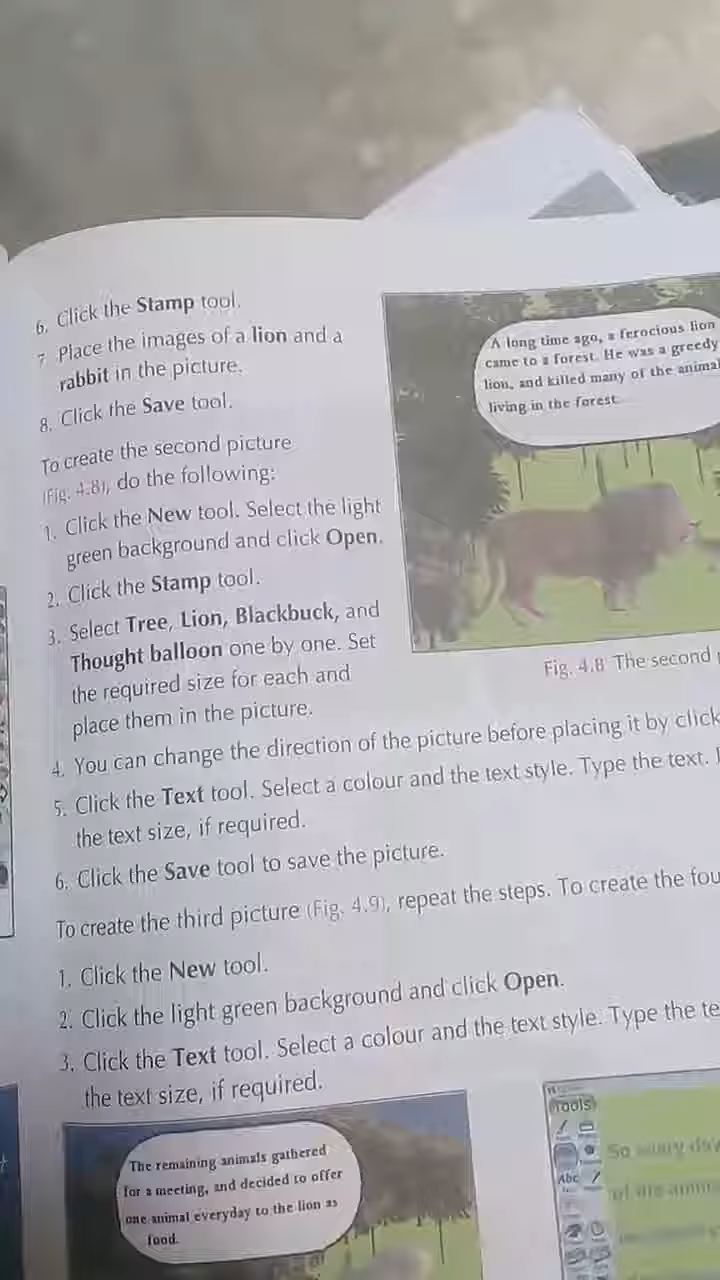 6. Click the Stamp tool.
7 Place the images of a lion and a
rabbit in the picture.
8. Click the Save tool.
To create the second picture
(Fig. 4.8), do the following:
1. Click the New tool. Select the light
green background and click Open.
2. Click the Stamp tool.
3. Select Tree, Lion, Blackbuck, and
Thought balloon one by one. Set
the required size for each and
place them in the picture.
A long time ago, a ferocious lion
came to a forest. He was a greedy
lion, and killed many of the
living in the forest.
Fig. 4.8 The second
4. You can change the direction of the picture before placing it by
5. Click the Text tool. Select a colour and the text style. Type the text.
the text size, if required.
6. Click the Save tool to save the picture.
To create the third picture (Fig. 4.9), repeat the steps. To create the
1. Click the New tool.
2. Click the light green background and click Open.
3. Click the Text tool. Select a colour and the text style. Type the
the text size, if required.
The remaining animals gathered
for a meeting, and decided to offer
one animal everyday to the lion as
food.
Tools
Abc
So every day
of the